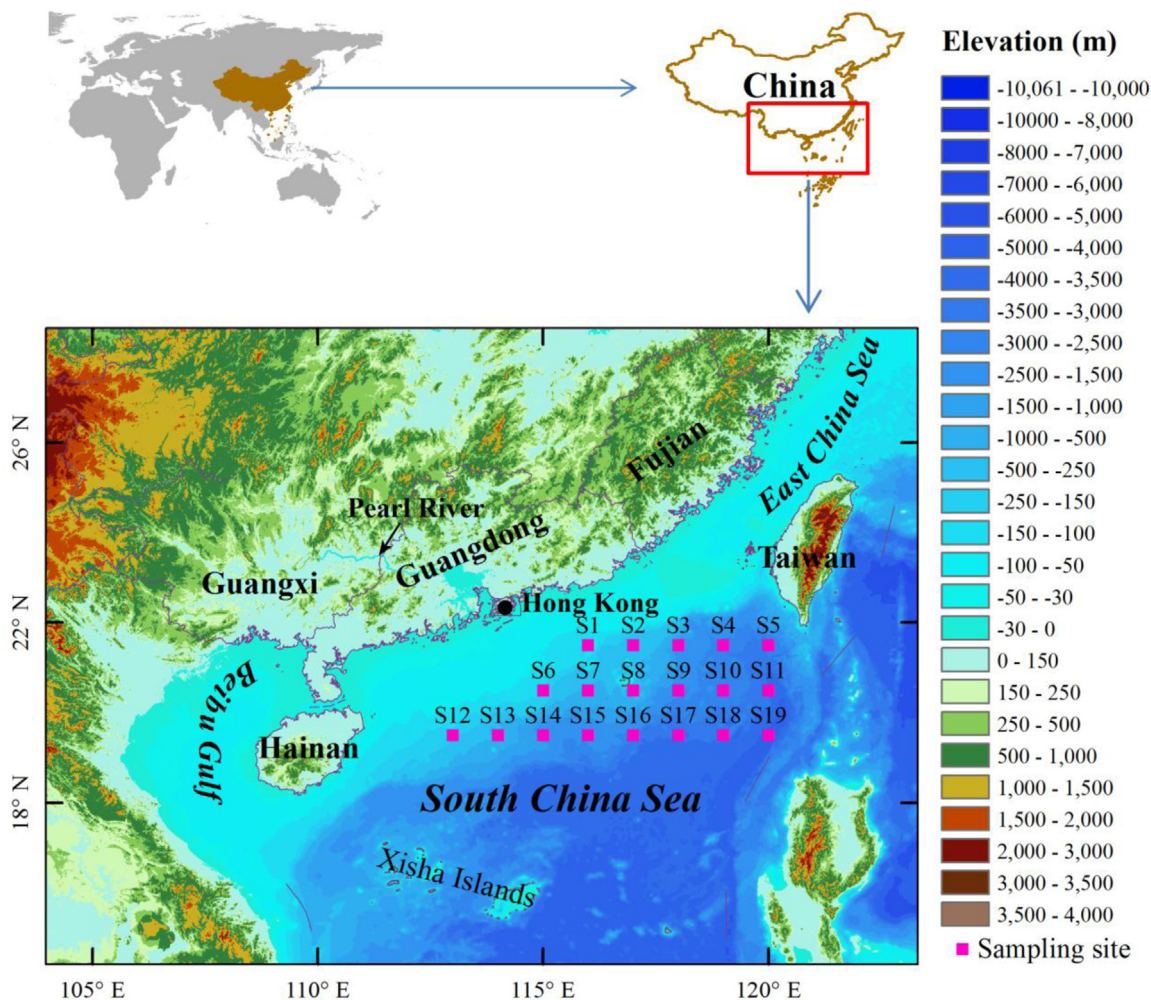 China
Elevation (m)
-10,061 - -10,000
-10000 - -8,000
-8000 - -7,000
-7000 - -6,000
-6000 - -5,000
-5000 - -4,000
-4000 - -3,500
-3500 - -3,000
-3000 - -2,500
-2500 - -1,500
-1500 - -1,000
-1000 - -500
-500 - -250
-250 - -150
-150 - -100
-100 - -50
-50 - -30
-30 - 0
0 - 150
150 - 250
250 - 500
500 - 1,000
1,000 - 1,500
1,500 - 2,000
2,000 - 3,000
3,000 - 3,500
3,500 - 4,000
Sampling site
26° N
22° N
18° N
East China Sea
Fujian
Pearl River
Guangdong
Guangxi
Taiwan
Hong Kong
S1 S2 S3 S4 S5
S6 S7 S8 S9 S10 S11
S12 S13 S14 S15 S16 S17 S18 S19
Beibu Gulf
Hainan
South China Sea
Xisha Islands
105° E 110° E 115° E 120° E